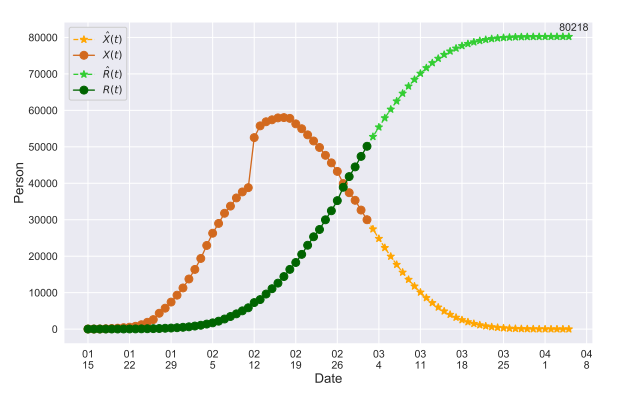 80218
X̂(t)
X(t)
R̂(t)
R(t)
80000
70000
60000
50000
40000
30000
20000
10000
0
Person
01 01 01 02 02 02 02 03 03 03 03 04 04
15 22 29 5 12 19 26 4 11 18 25 1 8
Date